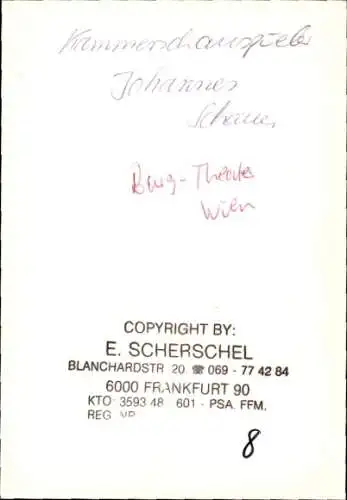 Kammerschauspieler
Johannes
Schauer
Burg-Theater
Wien
COPYRIGHT BY:
E. SCHERSCHEL
BLANCHARDSTR 20 ☎ 069 - 77 42 84
6000 FRANKFURT 90
KTO 3593 48 601 - PSA. FFM.
REG
8